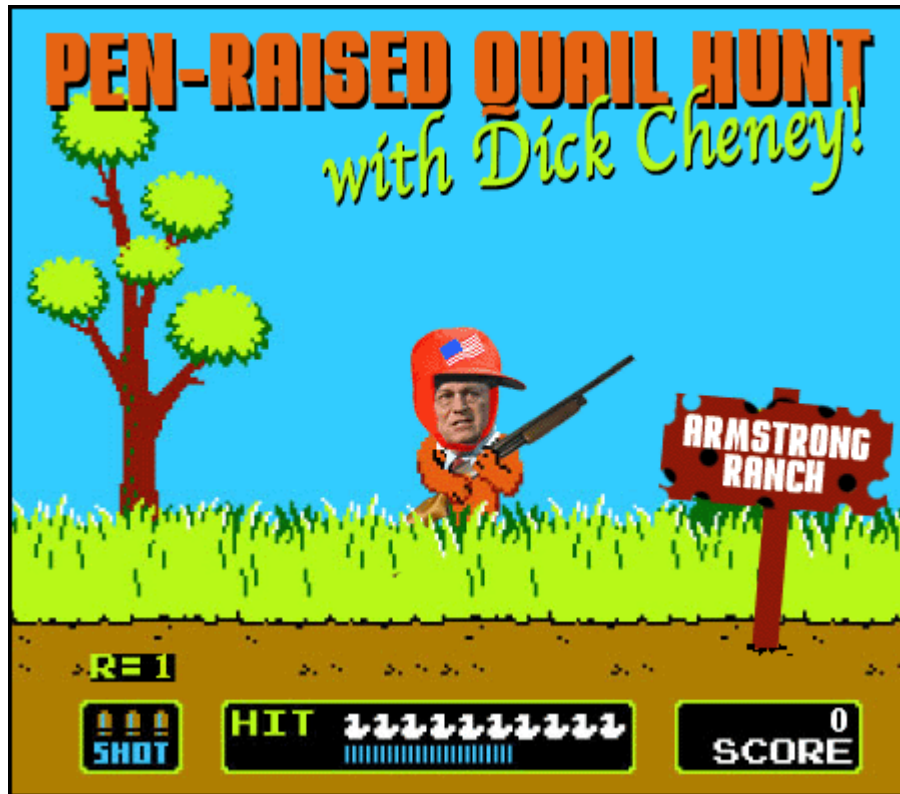 PEN-RAISED QUAIL HUNT
with Dick Cheney!
ARMSTRONG
RANCH
R= 1
SHOT
HIT
0
SCORE